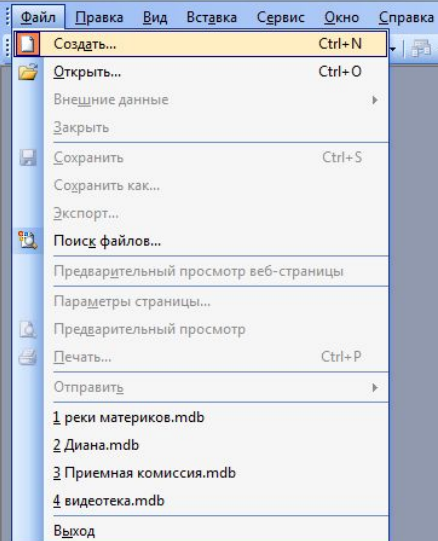 Файл Правка Вид Вставка Сервис Окно Справка
Создать... Ctrl+N
Открыть... Ctrl+O
Внешние данные
Закрыть
Сохранить Ctrl+S
Сохранить как...
Экспорт...
Поиск файлов...
Предварительный просмотр веб-страницы
Параметры страницы...
Предварительный просмотр
Печать... Ctrl+P
Отправить
1 реки материков.mdb
2 Диана.mdb
3 Приемная комиссия.mdb
4 видеотека.mdb
Выход